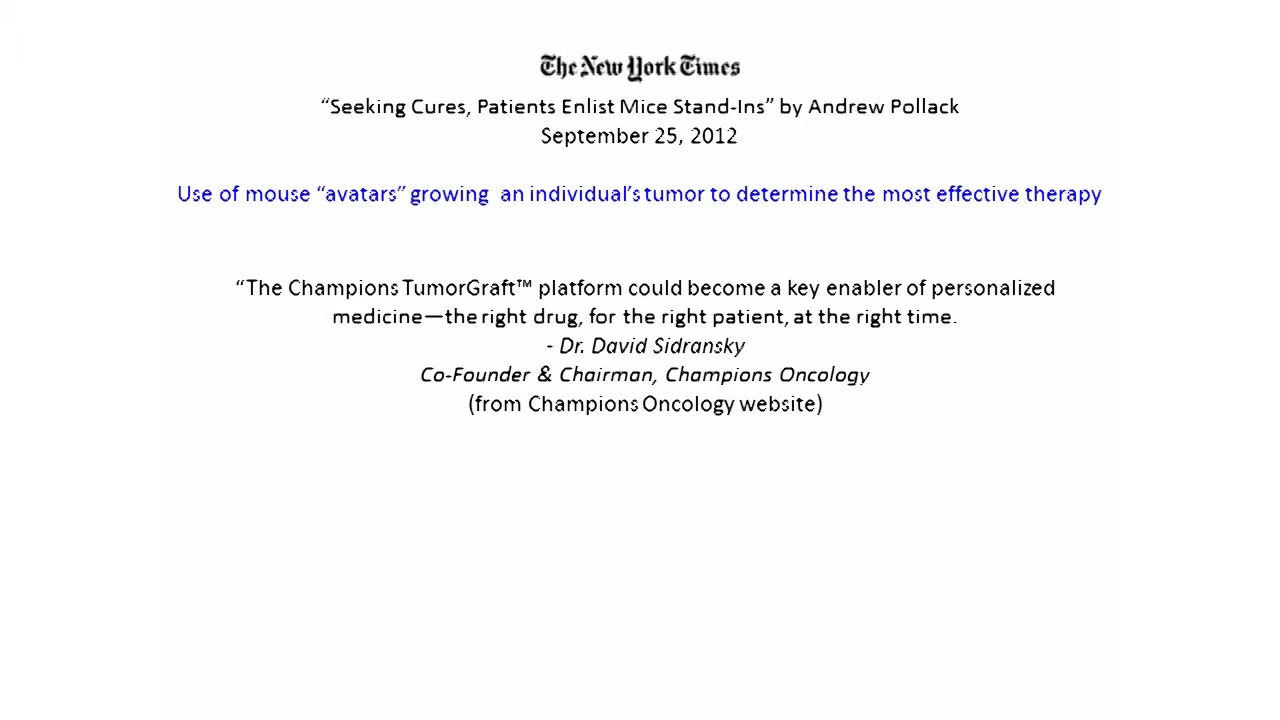 The New York Times
“Seeking Cures, Patients Enlist Mice Stand-Ins” by Andrew Pollack
September 25, 2012
Use of mouse “avatars” growing an individual’s tumor to determine the most effective therapy
“The Champions TumorGraft™ platform could become a key enabler of personalized
medicine—the right drug, for the right patient, at the right time.
- Dr. David Sidransky
Co-Founder & Chairman, Champions Oncology
(from Champions Oncology website)